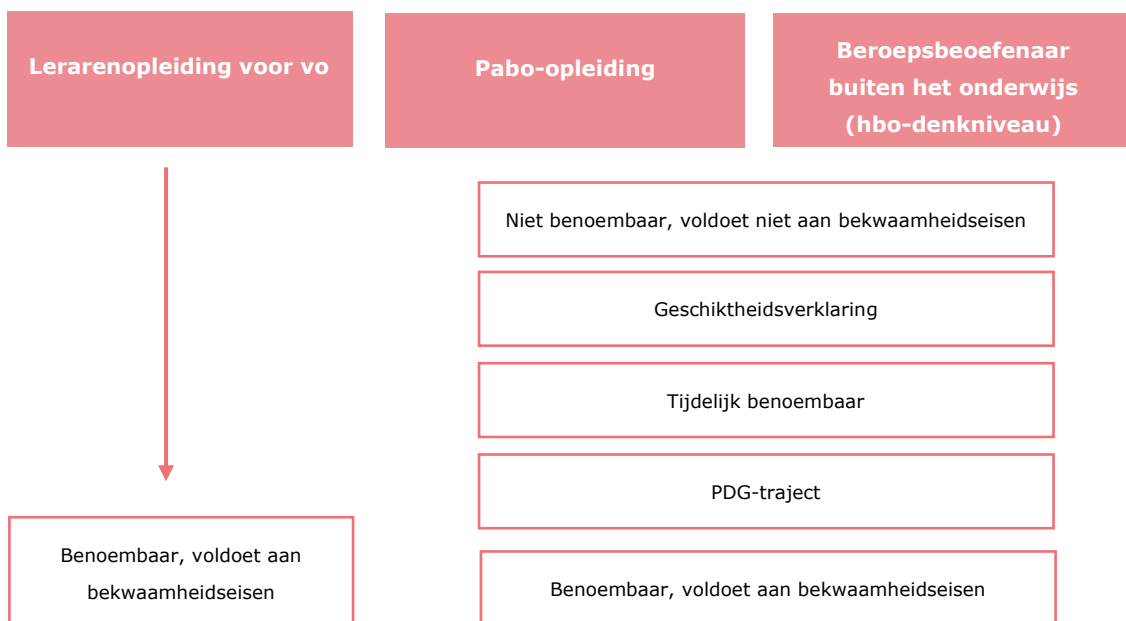 Lerarenopleiding voor vo
Pabo-opleiding
Beroepsbeoefenaar
buiten het onderwijs
(hbo-denkniveau)
Niet benoembaar, voldoet niet aan bekwaamheidseisen
Geschiktheidsverklaring
Tijdelijk benoembaar
PDG-traject
Benoembaar, voldoet aan
bekwaamheidseisen
Benoembaar, voldoet aan bekwaamheidseisen